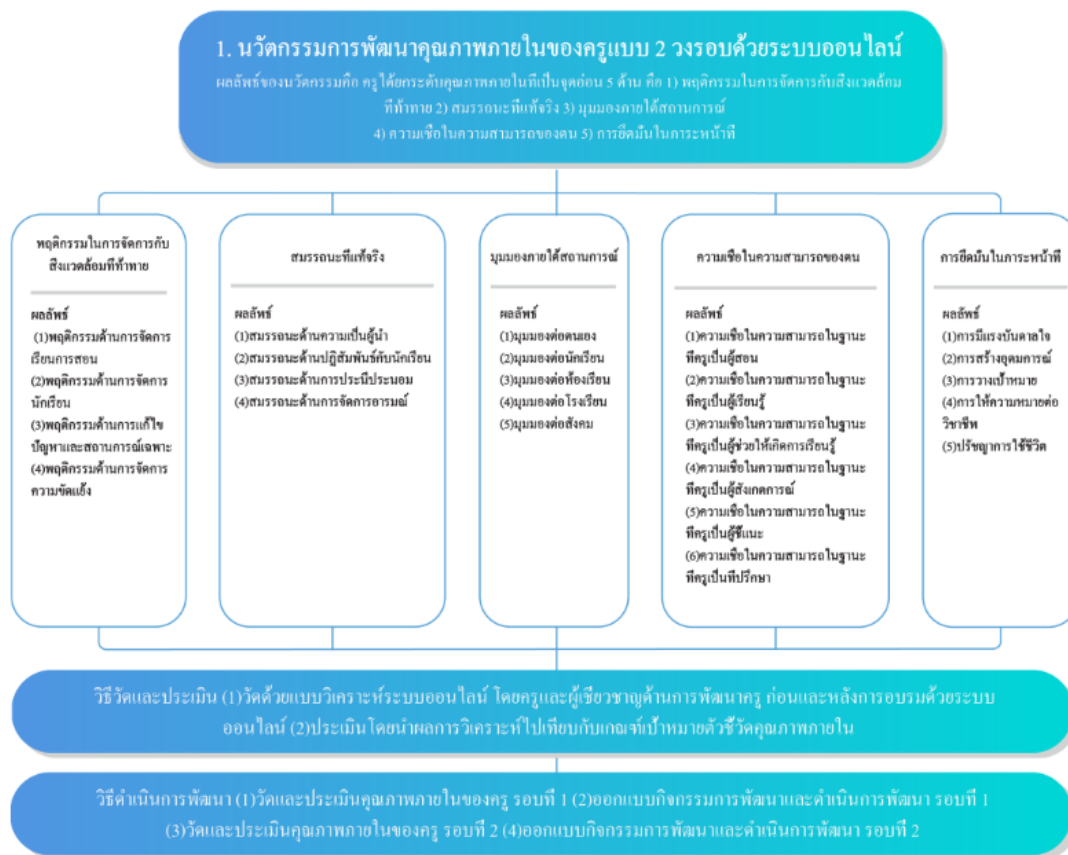 1. นวัตกรรมการพัฒนาคุณภาพภายในของครูแบบ 2 วงรอบด้วยระบบออนไลน์
ผลลัพธ์ของนวัตกรรมคือ ครูได้ยกระดับคุณภาพภายในที่เป็นจุดอ่อน 5 ด้าน คือ 1) พฤติกรรมในการจัดการกับสิ่งแวดล้อม
ที่ท้าทาย 2) สมรรถนะที่แท้จริง 3) มุมมองภายใต้สถานการณ์
4) ความเชื่อในความสามารถของตน 5) การยึดมั่นในภาระหน้าที่
พฤติกรรมในการจัดการกับ
สิ่งแวดล้อมที่ท้าทาย
ผลลัพธ์
(1)พฤติกรรมด้านการจัดการ
เรียนการสอน
(2)พฤติกรรมด้านการจัดการ
นักเรียน
(3)พฤติกรรมด้านการแก้ไข
ปัญหาและสถานการณ์เฉพาะ
(4)พฤติกรรมด้านการจัดการ
ความขัดแย้ง
สมรรถนะที่แท้จริง
ผลลัพธ์
(1)สมรรถนะด้านความเป็นผู้นำ
(2)สมรรถนะด้านปฏิสัมพันธ์กับนักเรียน
(3)สมรรถนะด้านการประนีประนอม
(4)สมรรถนะด้านการจัดการอารมณ์
มุมมองภายใต้สถานการณ์
ผลลัพธ์
(1)มุมมองต่อตนเอง
(2)มุมมองต่อนักเรียน
(3)มุมมองต่อห้องเรียน
(4)มุมมองต่อโรงเรียน
(5)มุมมองต่อสังคม
ความเชื่อในความสามารถของตน
ผลลัพธ์
(1)ความเชื่อในความสามารถในฐานะ
ที่ครูเป็นผู้สอน
(2)ความเชื่อในความสามารถในฐานะ
ที่ครูเป็นผู้เรียนรู้
(3)ความเชื่อในความสามารถในฐานะ
ที่ครูเป็นผู้ช่วยให้เกิดการเรียนรู้
(4)ความเชื่อในความสามารถในฐานะ
ที่ครูเป็นผู้สังเกตการณ์
(5)ความเชื่อในความสามารถในฐานะ
ที่ครูเป็นผู้ชี้แนะ
(6)ความเชื่อในความสามารถในฐานะ
ที่ครูเป็นที่ปรึกษา
การยึดมั่นในภาระหน้าที่
ผลลัพธ์
(1)การมีแรงบันดาลใจ
(2)การสร้างอุดมการณ์
(3)การวางเป้าหมาย
(4)การให้ความหมายต่อ
วิชาชีพ
(5)ปรัชญาการใช้ชีวิต
วิธีวัดและประเมิน (1)วัดด้วยแบบวิเคราะห์ระบบออนไลน์ โดยครูและผู้เชี่ยวชาญด้านการพัฒนาครู ก่อนและหลังการอบรมด้วยระบบ
ออนไลน์ (2)ประเมินโดยนำผลการวิเคราะห์ไปเทียบกับเกณฑ์เป้าหมายตัวชี้วัดคุณภาพภายใน
วิธีดำเนินการพัฒนา (1)วัดและประเมินคุณภาพภายในของครู รอบที่ 1 (2)ออกแบบกิจกรรมการพัฒนาและดำเนินการพัฒนา รอบที่ 1
(3)วัดและประเมินคุณภาพภายในของครู รอบที่ 2 (4)ออกแบบกิจกรรมการพัฒนาและดำเนินการพัฒนา รอบที่ 2